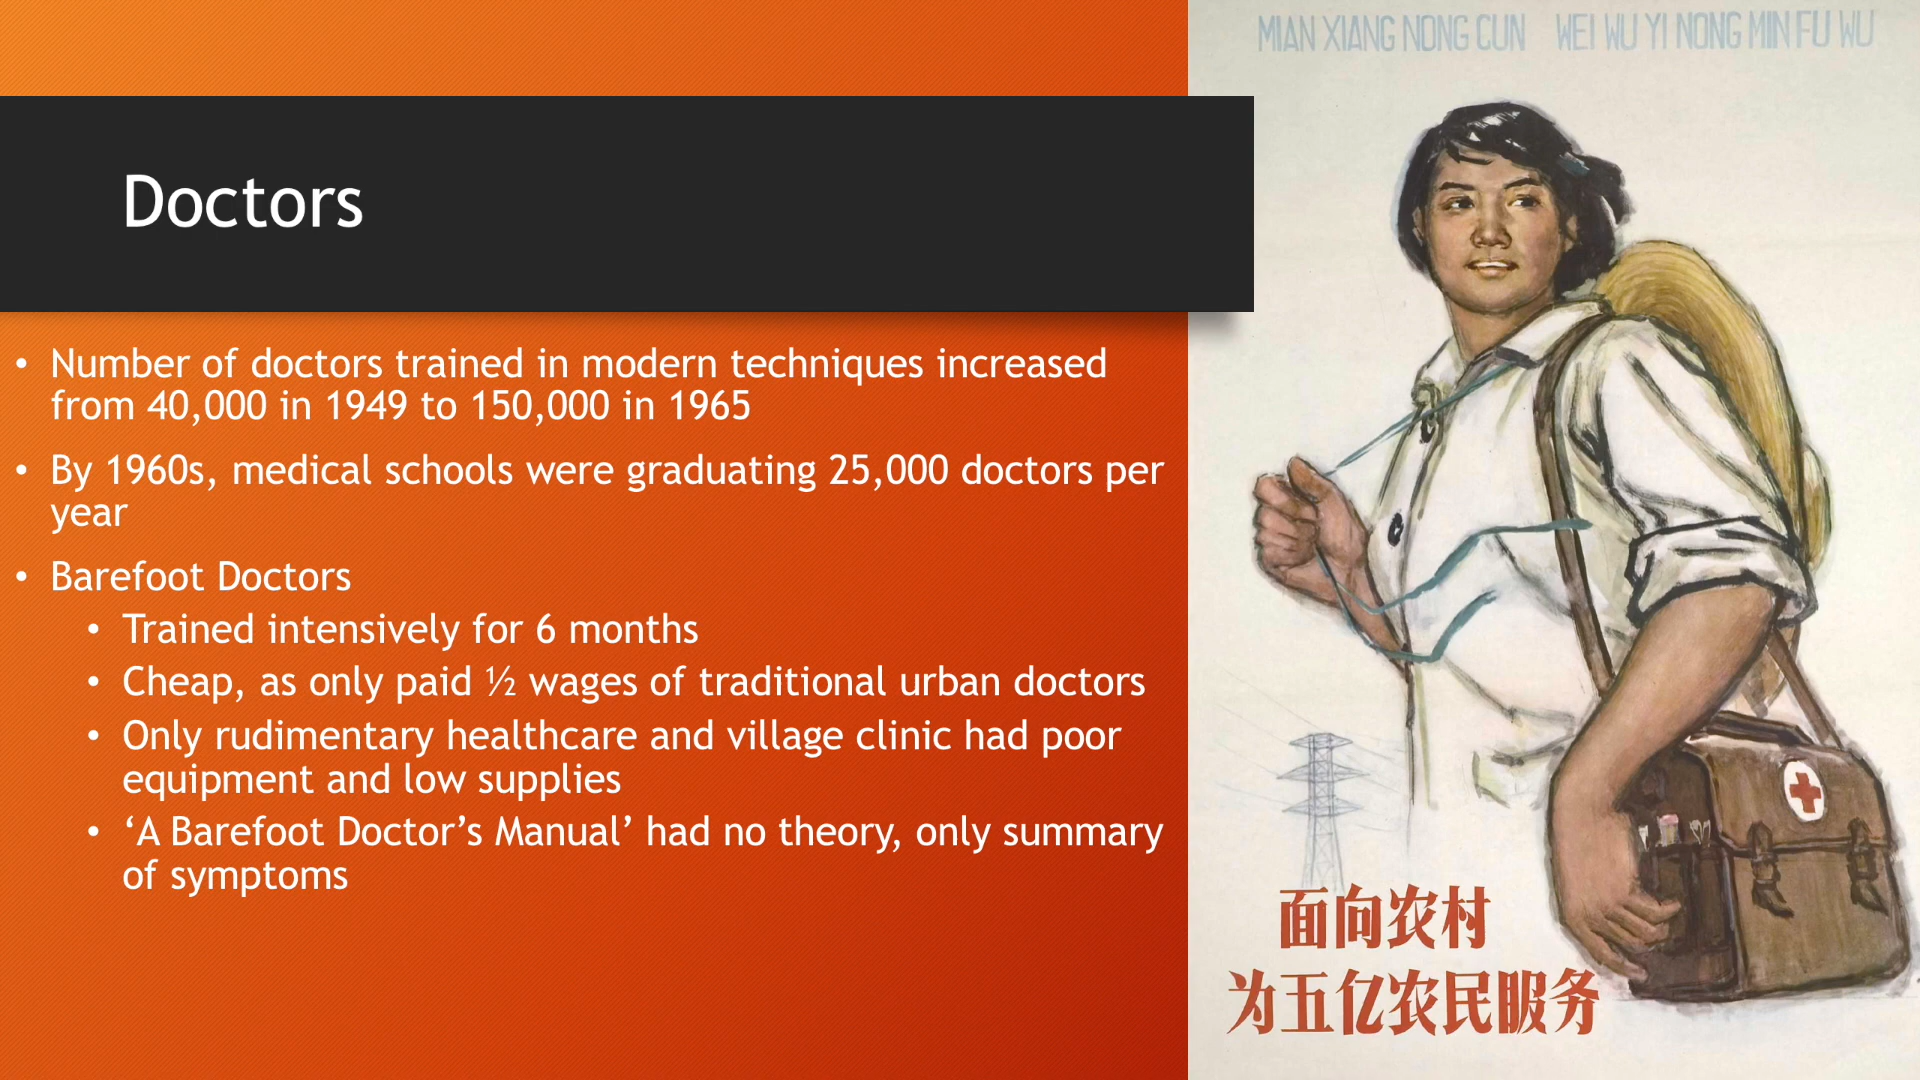 MIAN XIANG NONG CUN WEI WU YI NONG MIN FU WU
Doctors
• Number of doctors trained in modern techniques increased
from 40,000 in 1949 to 150,000 in 1965
• By 1960s, medical schools were graduating 25,000 doctors per
year
• Barefoot Doctors
• Trained intensively for 6 months
• Cheap, as only paid ½ wages of traditional urban doctors
• Only rudimentary healthcare and village clinic had poor
equipment and low supplies
• ‘A Barefoot Doctor’s Manual’ had no theory, only summary
of symptoms
面向农村
为五亿农民服务